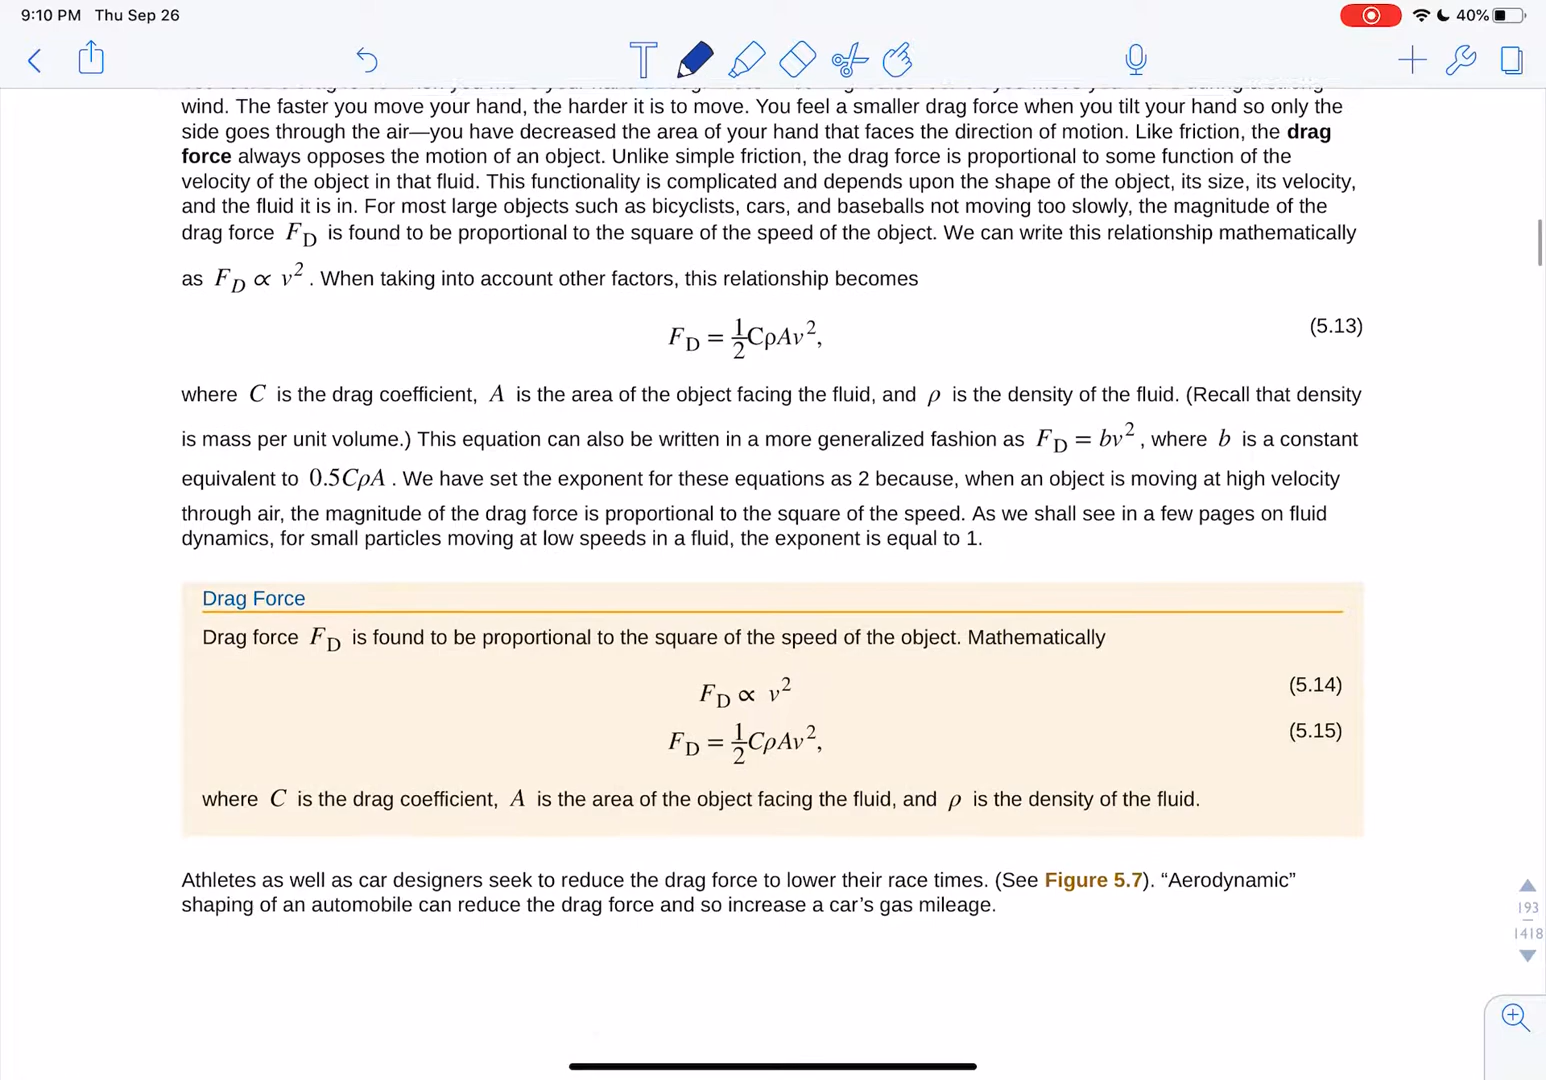 9:10 PM Thu Sep 26
40%
T
wind. The faster you move your hand, the harder it is to move. You feel a smaller drag force when you tilt your hand so only the
side goes through the air—you have decreased the area of your hand that faces the direction of motion. Like friction, the drag
force always opposes the motion of an object. Unlike simple friction, the drag force is proportional to some function of the
velocity of the object in that fluid. This functionality is complicated and depends upon the shape of the object, its size, its velocity,
and the fluid it is in. For most large objects such as bicyclists, cars, and baseballs not moving too slowly, the magnitude of the
drag force F_D is found to be proportional to the square of the speed of the object. We can write this relationship mathematically
as F_D ∝ v². When taking into account other factors, this relationship becomes
F_D = ½CρAv², (5.13)
where C is the drag coefficient, A is the area of the object facing the fluid, and ρ is the density of the fluid. (Recall that density
is mass per unit volume.) This equation can also be written in a more generalized fashion as F_D = bv², where b is a constant
equivalent to 0.5CρA. We have set the exponent for these equations as 2 because, when an object is moving at high velocity
through air, the magnitude of the drag force is proportional to the square of the speed. As we shall see in a few pages on fluid
dynamics, for small particles moving at low speeds in a fluid, the exponent is equal to 1.
Drag Force
Drag force F_D is found to be proportional to the square of the speed of the object. Mathematically
F_D ∝ v² (5.14)
F_D = ½CρAv², (5.15)
where C is the drag coefficient, A is the area of the object facing the fluid, and ρ is the density of the fluid.
Athletes as well as car designers seek to reduce the drag force to lower their race times. (See Figure 5.7). “Aerodynamic”
shaping of an automobile can reduce the drag force and so increase a car’s gas mileage.
193
1418